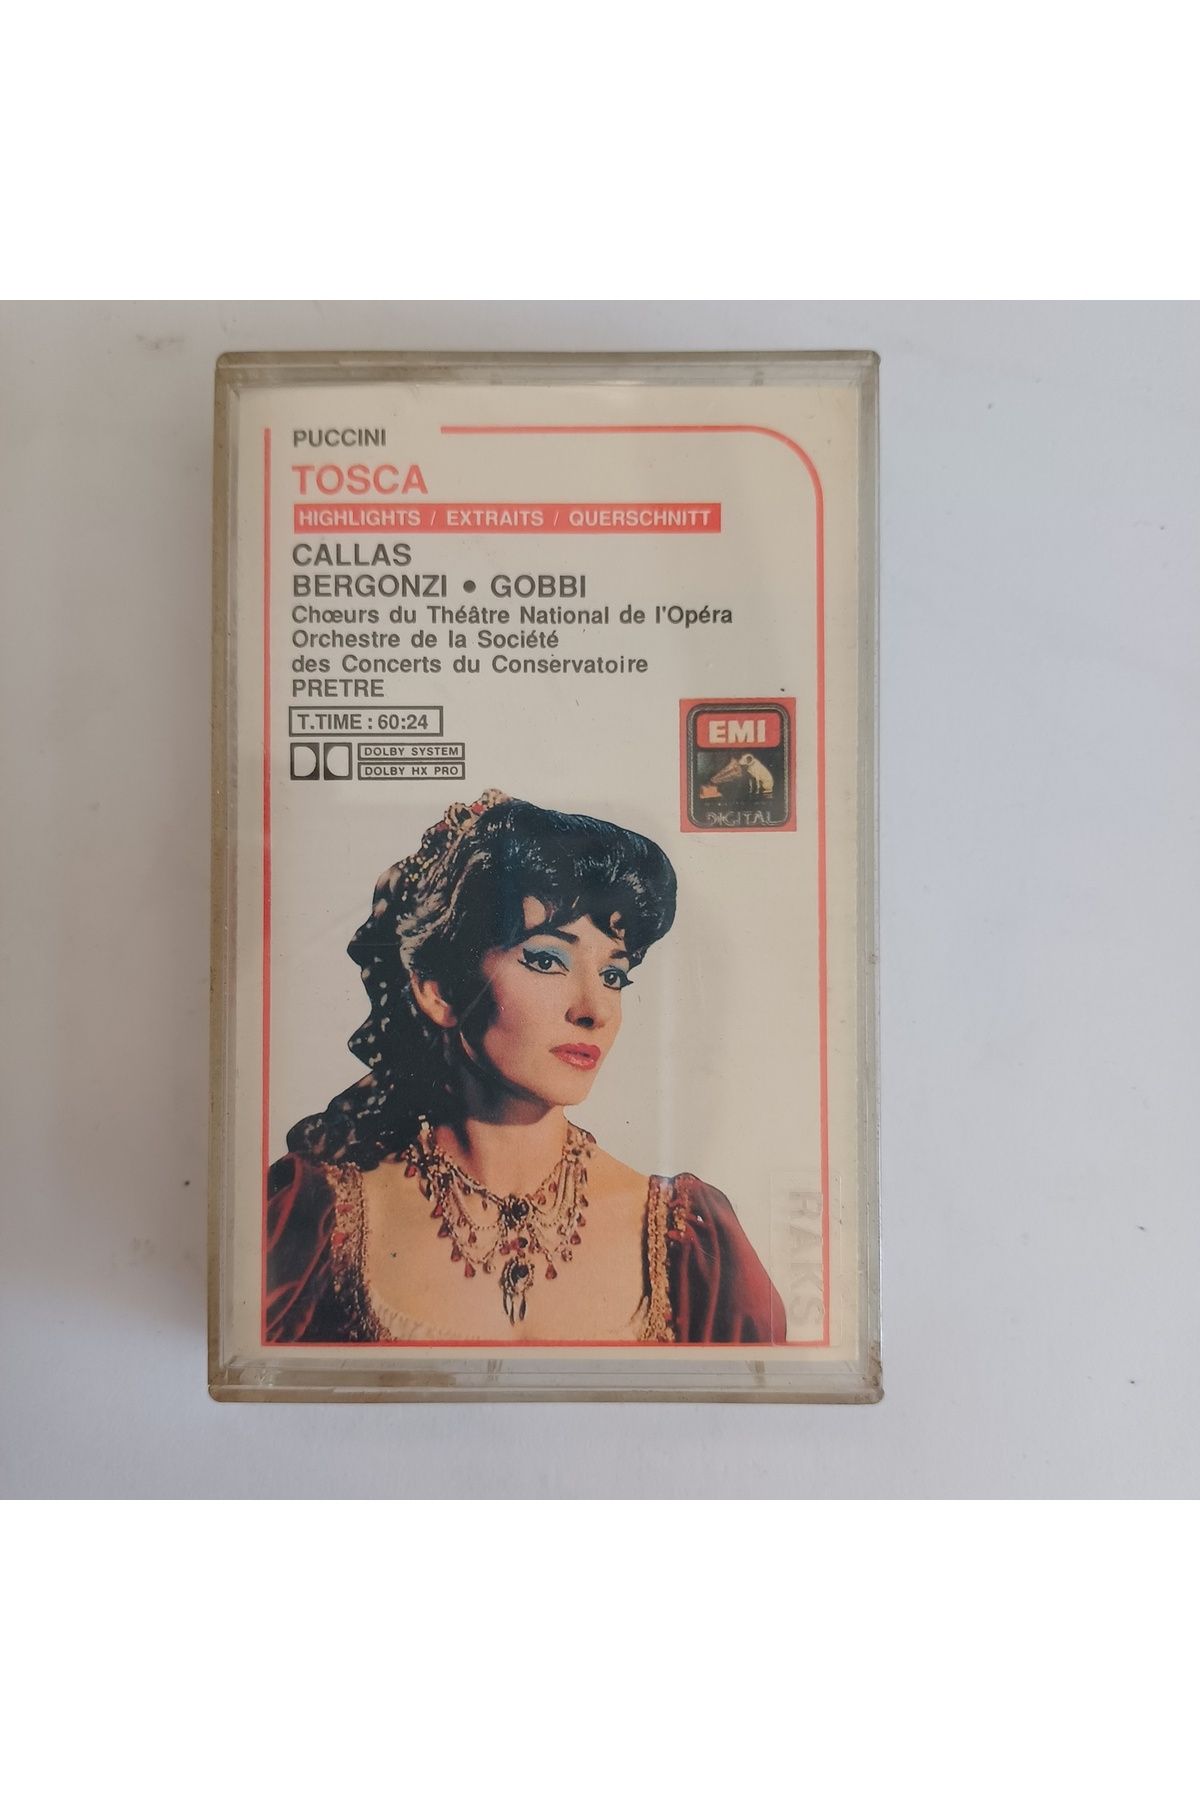 PUCCINI
TOSCA
HIGHLIGHTS / EXTRAITS / QUERSCHNITT
CALLAS
BERGONZI • GOBBI
Chœurs du Théâtre National de l'Opéra
Orchestre de la Société
des Concerts du Conservatoire
PRETRE
T.TIME : 60:24
DOLBY SYSTEM
DOLBY HX PRO
EMI
DIGITAL
RAKS